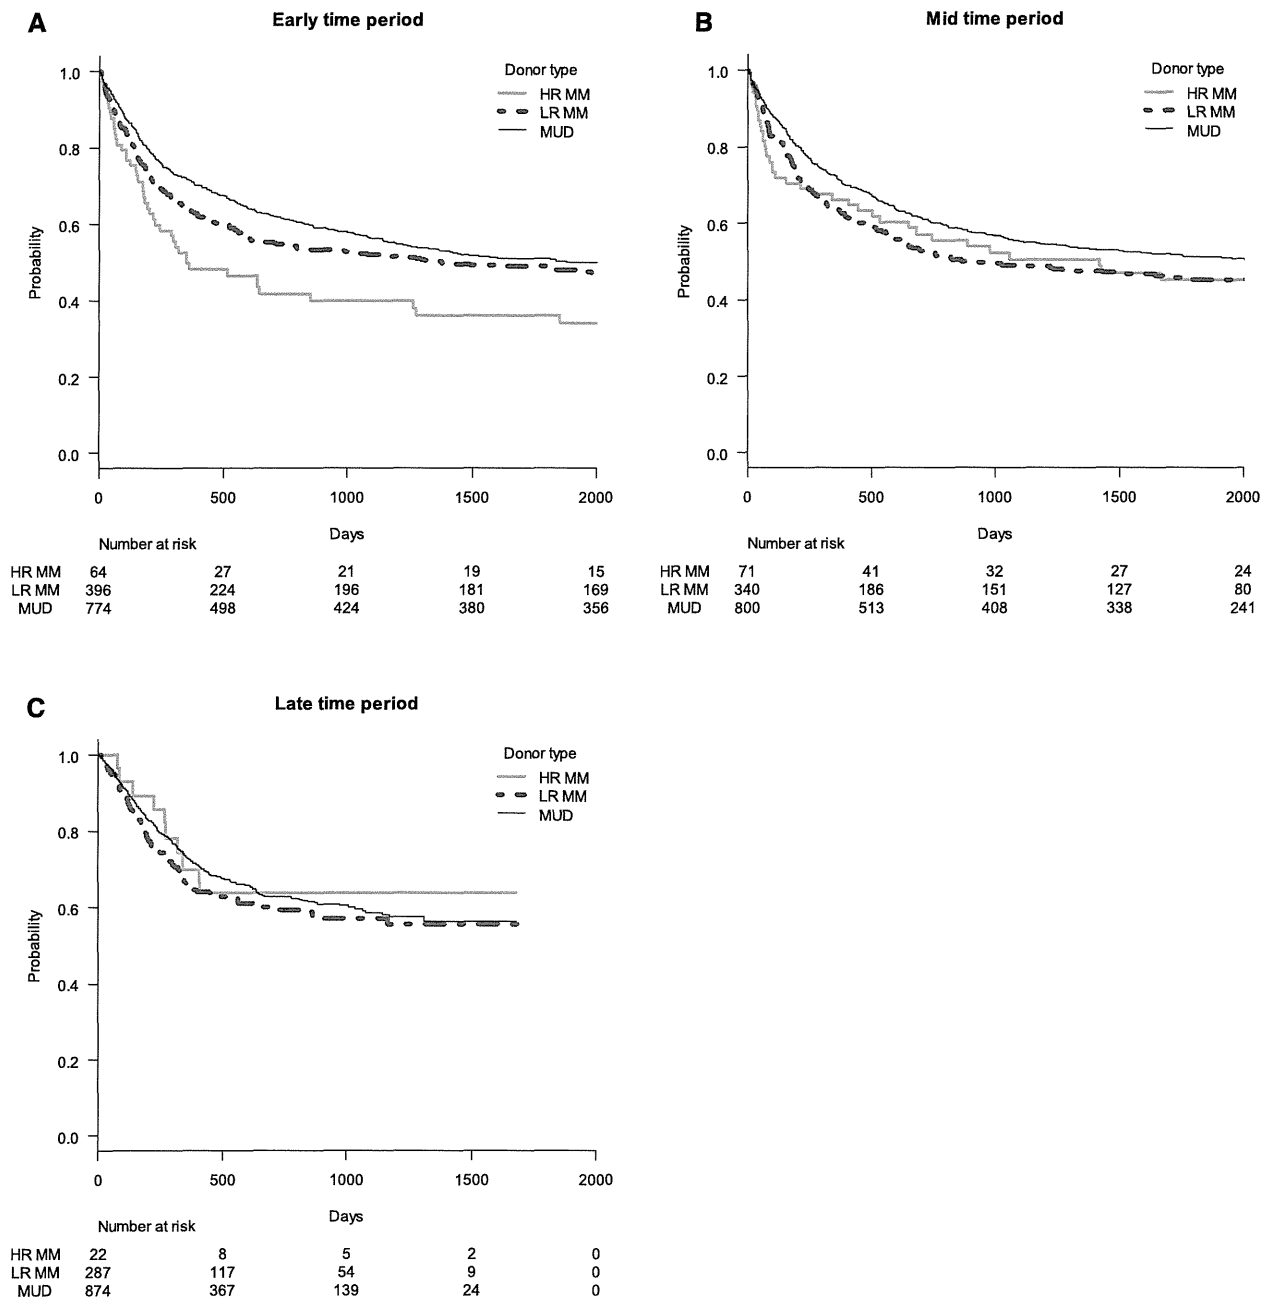 A
Early time period
Donor type
HR MM
LR MM
MUD
Probability
1.0
0.8
0.6
0.4
0.2
0.0
0 500 1000 1500 2000
Days
Number at risk
HR MM 64 27 21 19 15
LR MM 396 224 196 181 169
MUD 774 498 424 380 356
B
Mid time period
Donor type
HR MM
LR MM
MUD
Probability
1.0
0.8
0.6
0.4
0.2
0.0
0 500 1000 1500 2000
Days
Number at risk
HR MM 71 41 32 27 24
LR MM 340 186 151 127 80
MUD 800 513 408 338 241
C
Late time period
Donor type
HR MM
LR MM
MUD
Probability
1.0
0.8
0.6
0.4
0.2
0.0
0 500 1000 1500 2000
Days
Number at risk
HR MM 22 8 5 2 0
LR MM 287 117 54 9 0
MUD 874 367 139 24 0